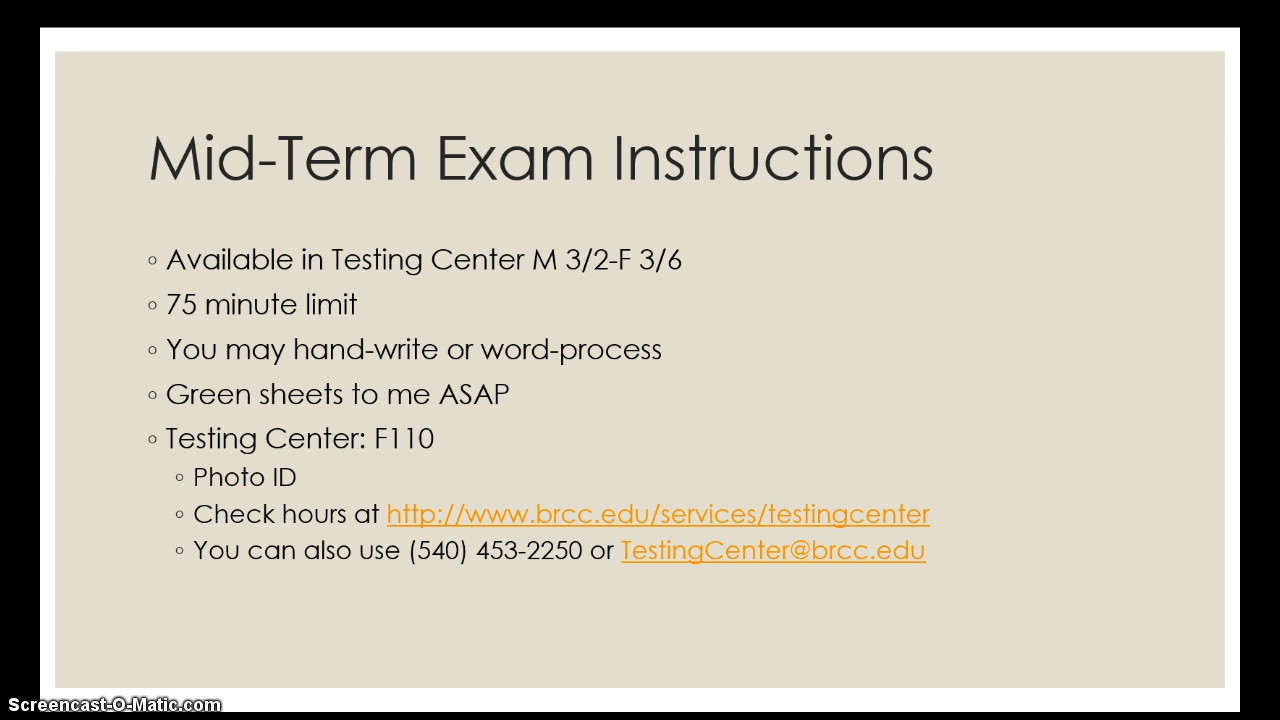 Mid-Term Exam Instructions
◦ Available in Testing Center M 3/2-F 3/6
◦ 75 minute limit
◦ You may hand-write or word-process
◦ Green sheets to me ASAP
◦ Testing Center: F110
◦ Photo ID
◦ Check hours at http://www.brcc.edu/services/testingcenter
◦ You can also use (540) 453-2250 or TestingCenter@brcc.edu
Screencast-O-Matic.com